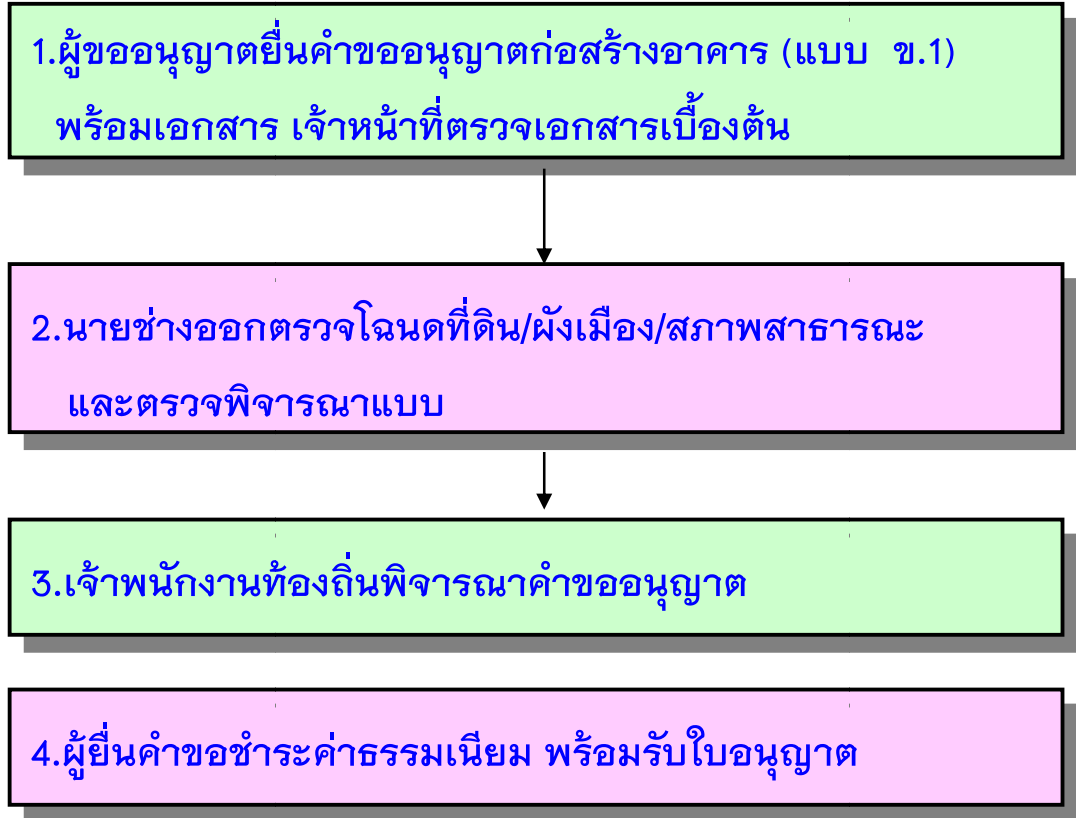 1.ผู้ขออนุญาตยื่นคำขออนุญาตก่อสร้างอาคาร (แบบ ข.1)
พร้อมเอกสาร เจ้าหน้าที่ตรวจเอกสารเบื้องต้น
2.นายช่างออกตรวจโฉนดที่ดิน/ผังเมือง/สภาพสาธารณะ
และตรวจพิจารณาแบบ
3.เจ้าพนักงานท้องถิ่นพิจารณาคำขออนุญาต
4.ผู้ยื่นคำขอชำระค่าธรรมเนียม พร้อมรับใบอนุญาต